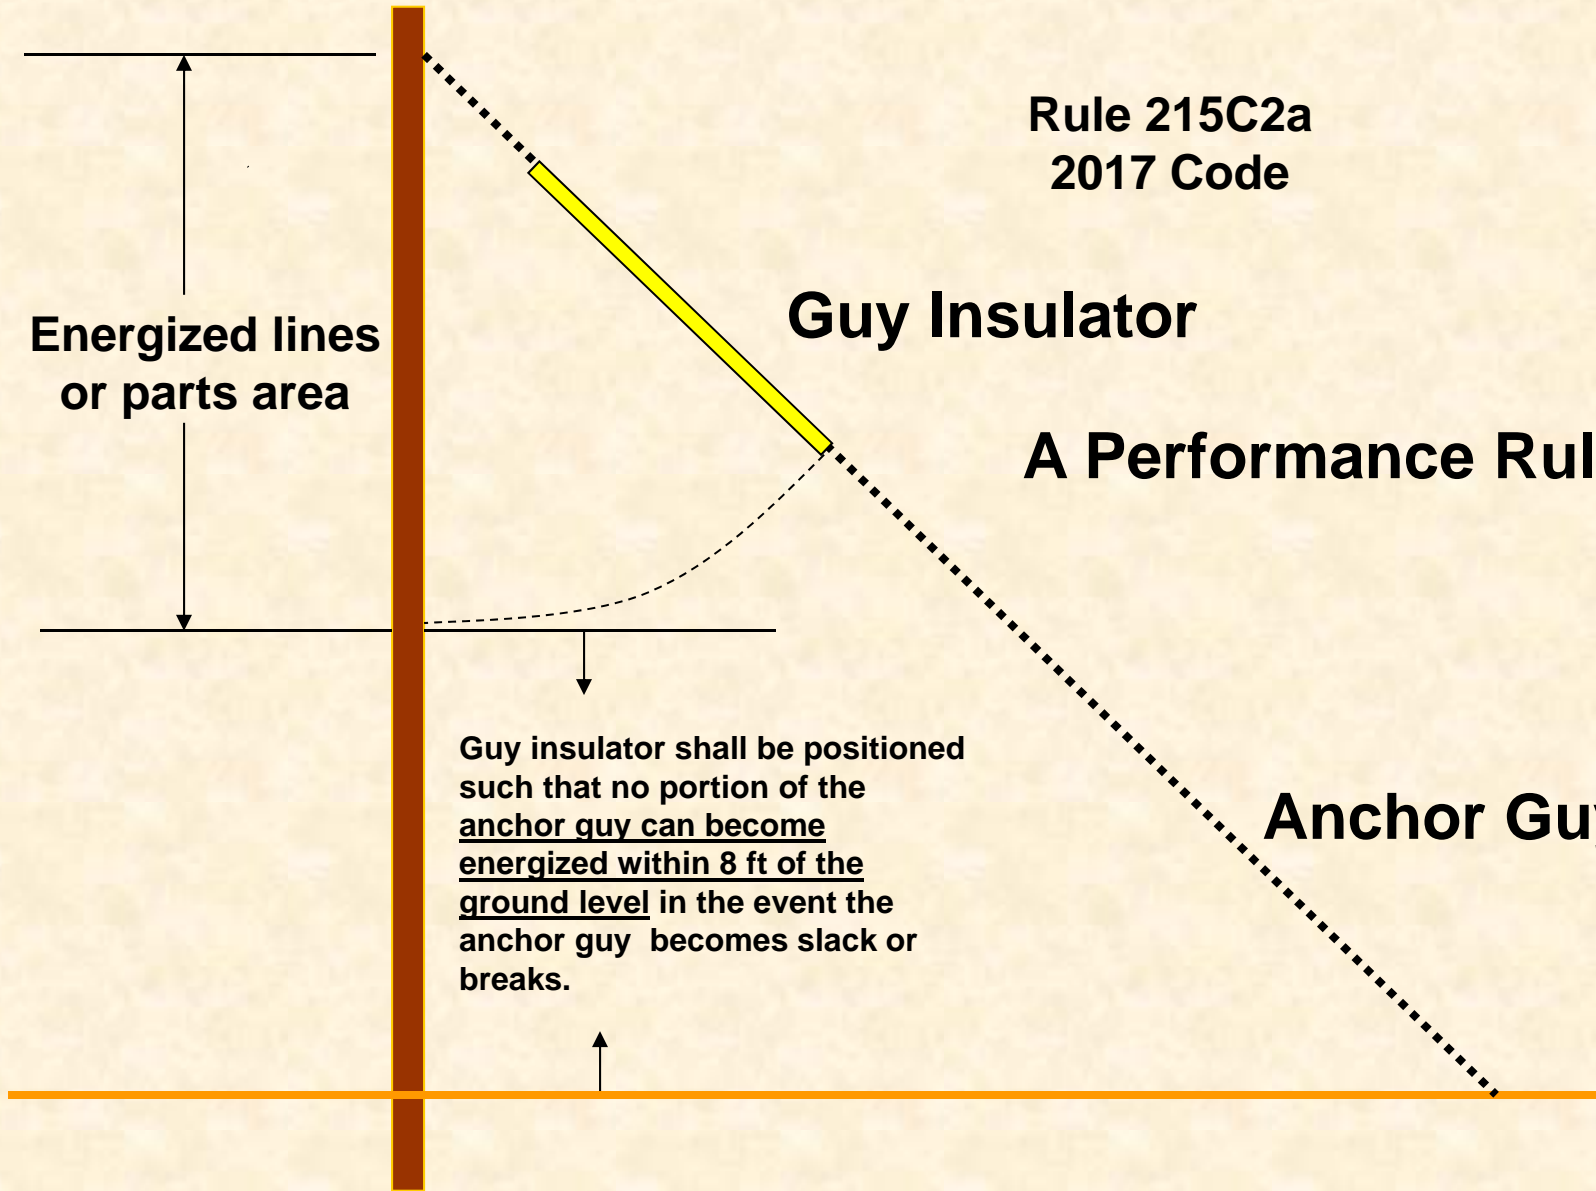 Rule 215C2a
2017 Code
Guy Insulator
Energized lines
or parts area
A Performance Rul
Guy insulator shall be positioned
such that no portion of the
anchor guy can become
energized within 8 ft of the
ground level in the event the
anchor guy  becomes slack or
breaks.
Anchor Guy